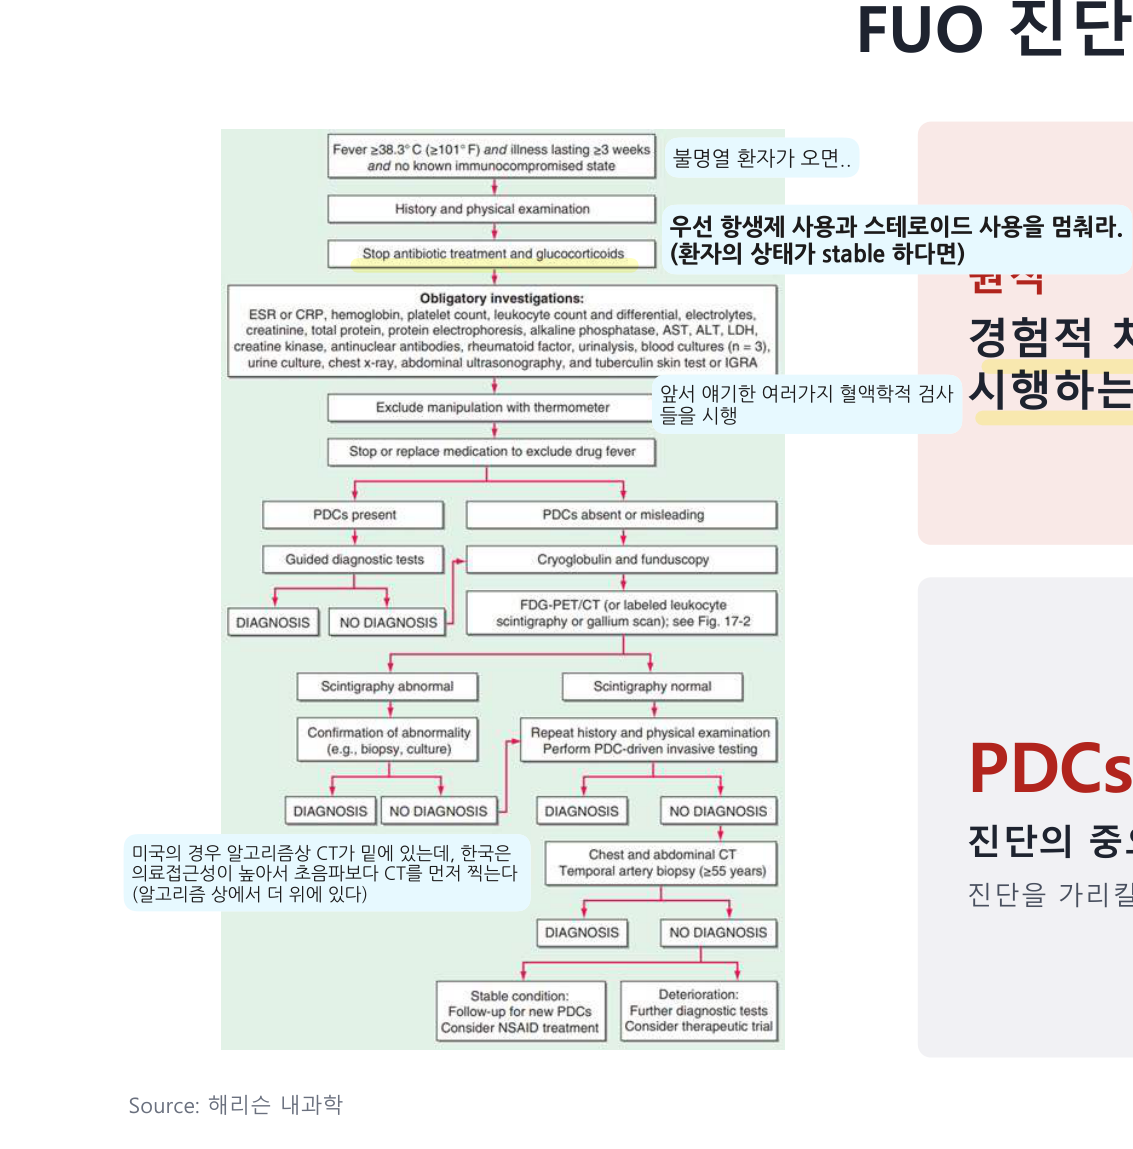 FUO 진단
Fever ≥38.3° C (≥101° F) and illness lasting ≥3 weeks
and no known immunocompromised state
불명열 환자가 오면..
History and physical examination
우선 항생제 사용과 스테로이드 사용을 멈춰라.
(환자의 상태가 stable 하다면)
Stop antibiotic treatment and glucocorticoids
원칙
경험적
시행하는
Obligatory investigations:
ESR or CRP, hemoglobin, platelet count, leukocyte count and differential, electrolytes,
creatinine, total protein, protein electrophoresis, alkaline phosphatase, AST, ALT, LDH,
creatine kinase, antinuclear antibodies, rheumatoid factor, urinalysis, blood cultures (n = 3),
urine culture, chest x-ray, abdominal ultrasonography, and tuberculin skin test or IGRA
앞서 얘기한 여러가지 혈액학적 검사
들을 시행
Exclude manipulation with thermometer
Stop or replace medication to exclude drug fever
PDCs present
PDCs absent or misleading
Guided diagnostic tests
Cryoglobulin and funduscopy
DIAGNOSIS
NO DIAGNOSIS
FDG-PET/CT (or labeled leukocyte
scintigraphy or gallium scan); see Fig. 17-2
Scintigraphy abnormal
Scintigraphy normal
Confirmation of abnormality
(e.g., biopsy, culture)
Repeat history and physical examination
Perform PDC-driven invasive testing
DIAGNOSIS
NO DIAGNOSIS
DIAGNOSIS
NO DIAGNOSIS
미국의 경우 알고리즘상 CT가 밑에 있는데, 한국은
의료접근성이 높아서 초음파보다 CT를 먼저 찍는다
(알고리즘 상에서 더 위에 있다)
Chest and abdominal CT
Temporal artery biopsy (≥55 years)
DIAGNOSIS
NO DIAGNOSIS
Stable condition:
Follow-up for new PDCs
Consider NSAID treatment
Deterioration:
Further diagnostic tests
Consider therapeutic trial
PDCs
진단의
진단을 가리킬
Source: 해리슨 내과학